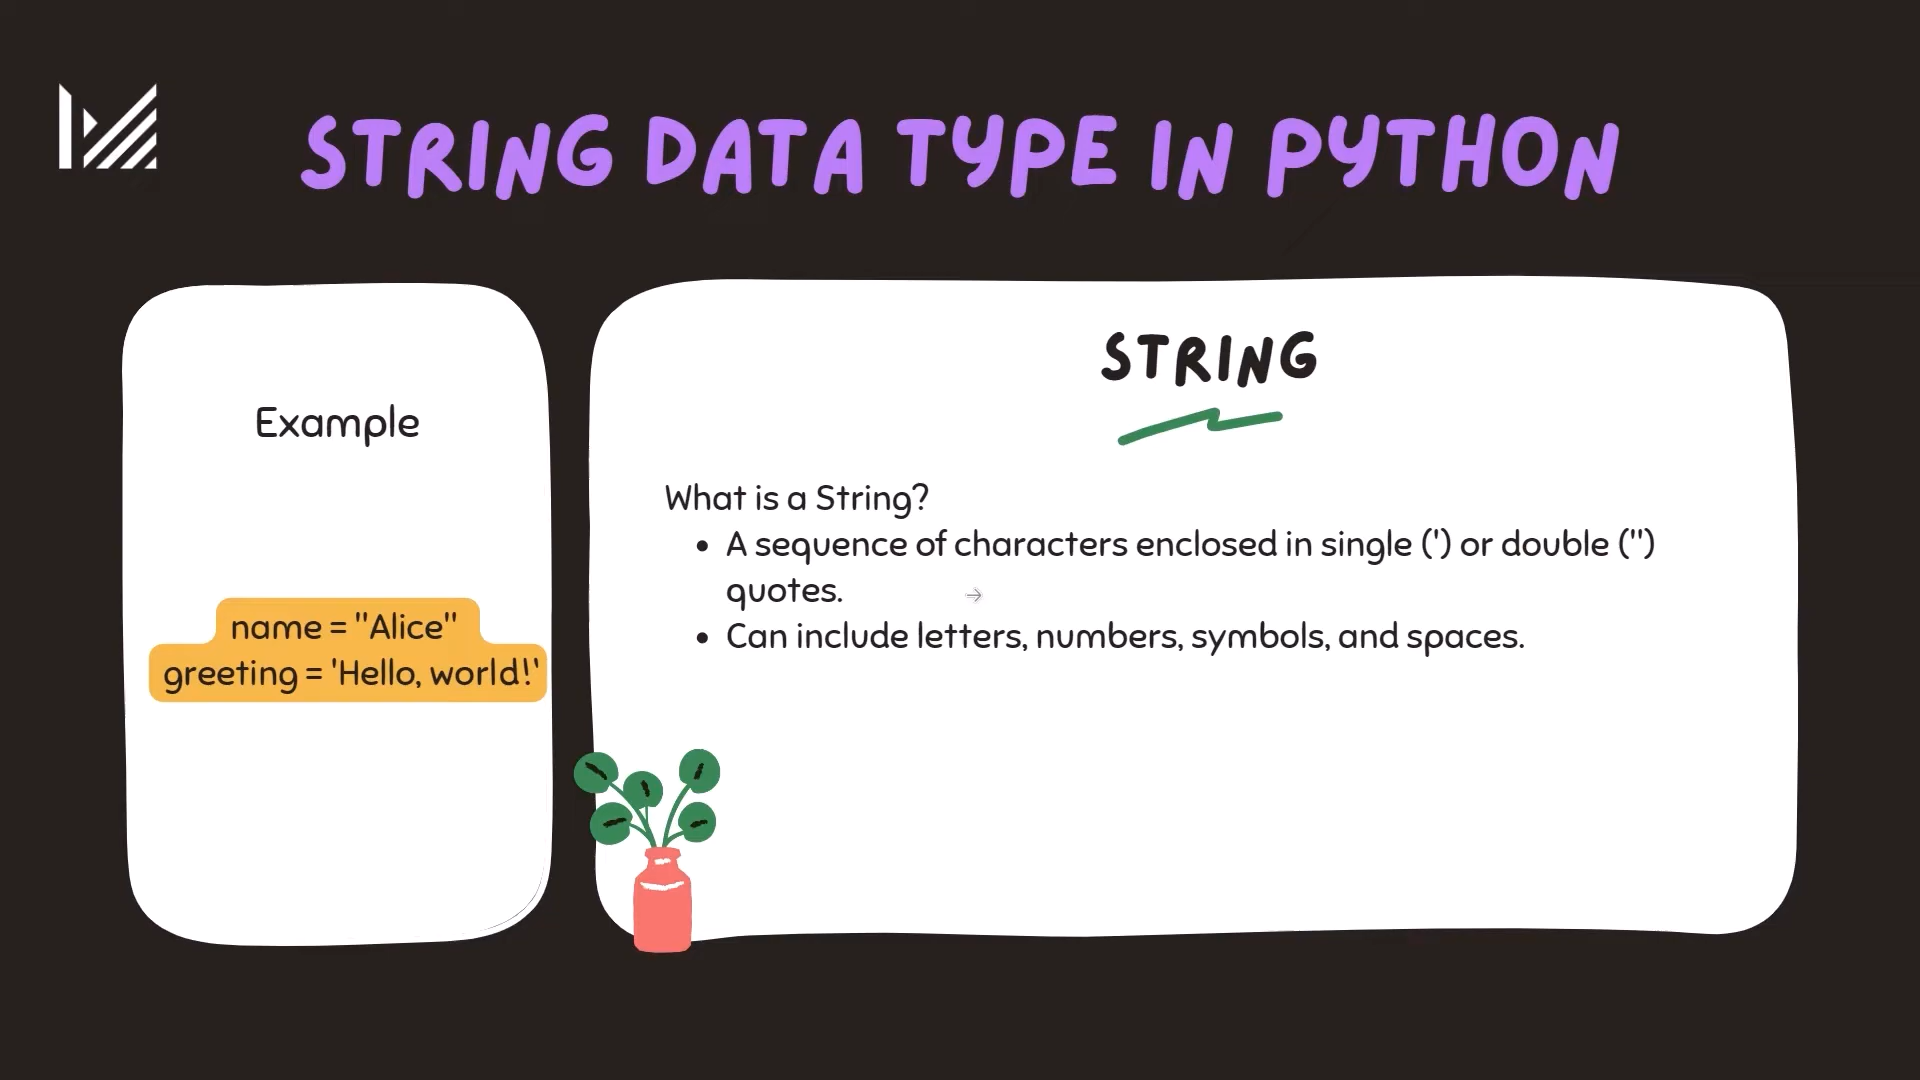 STRING DATA TYPE IN PYTHON
Example
name = "Alice"
greeting = 'Hello, world!'
STRING
What is a String?
• A sequence of characters enclosed in single (') or double (")
quotes.
• Can include letters, numbers, symbols, and spaces.